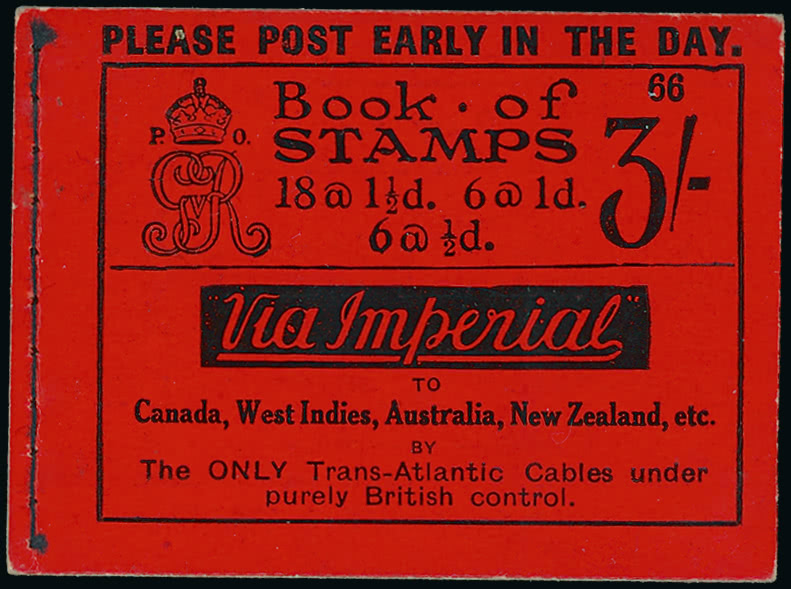 PLEASE POST EARLY IN THE DAY.
66
Book · of
STAMPS
3/-
P. O.
GVR
18 @ 1½d. 6 @ 1d.
6 @ ½d.
"Via Imperial"
TO
Canada, West Indies, Australia, New Zealand, etc.
BY
The ONLY Trans-Atlantic Cables under
purely British control.